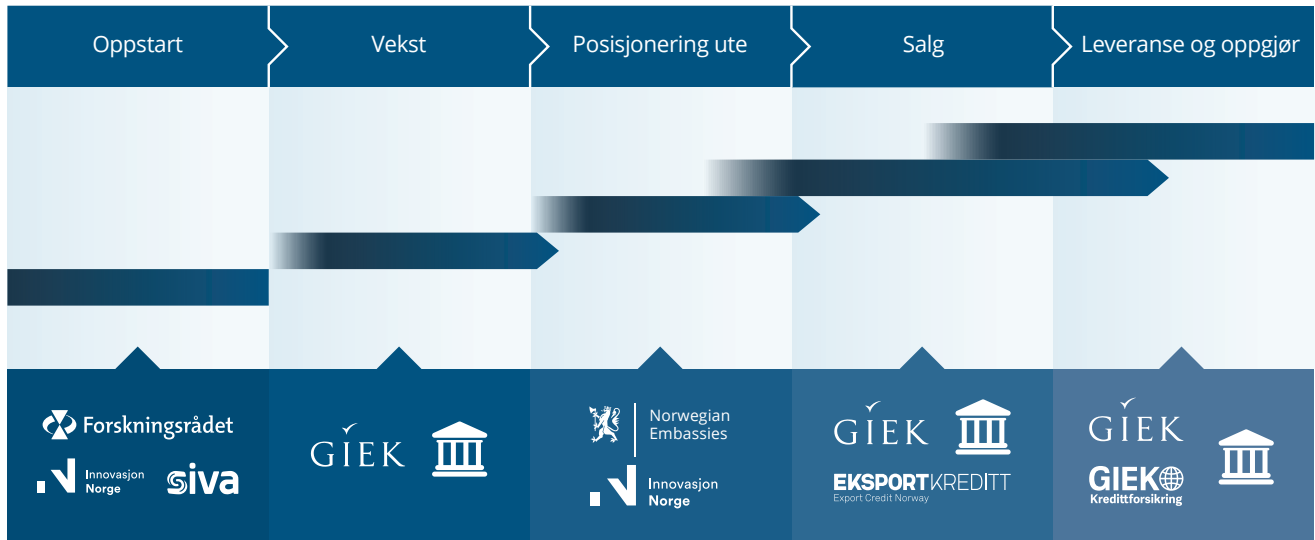 Oppstart
Vekst
Posisjonering ute
Salg
Leveranse og oppgjør
Forskningsrådet
Innovasjon
Norge
siva
GIEK
Norwegian
Embassies
Innovasjon
Norge
GIEK
EKSPORTKREDITT
Export Credit Norway
GIEK
GIEK
Kredittforsikring